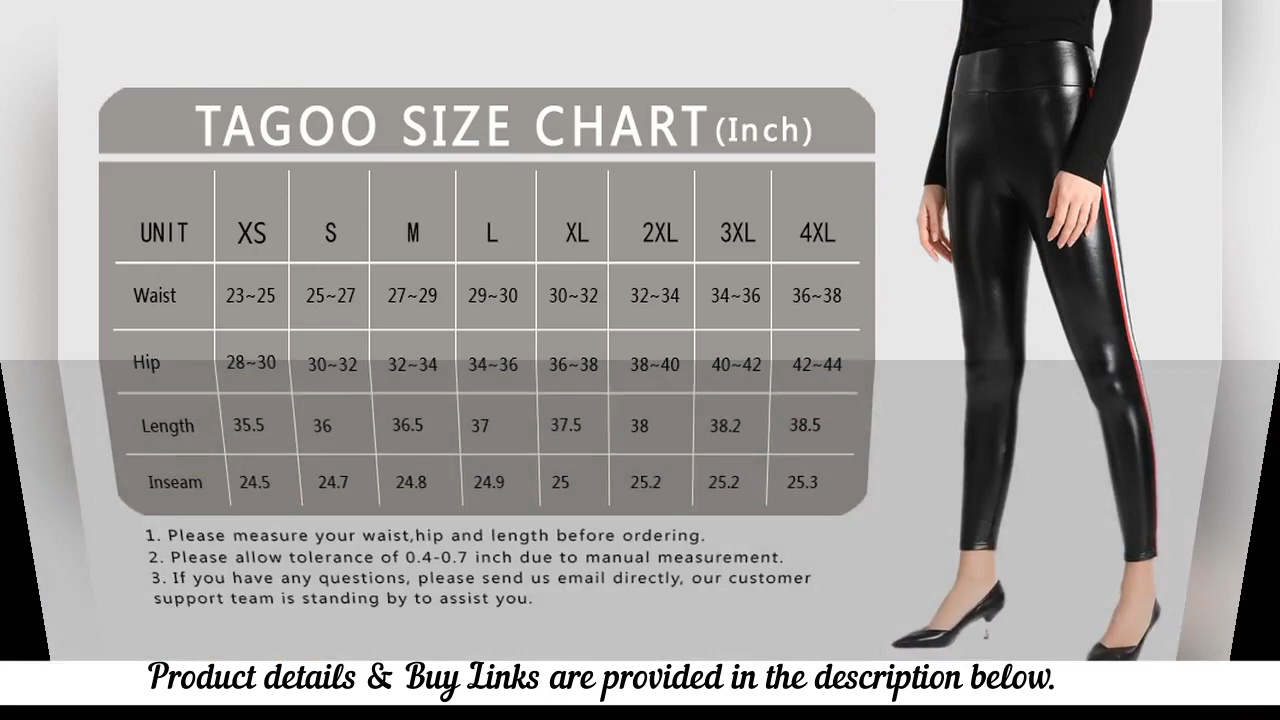 TAGOO SIZE CHART (Inch)
UNIT XS S M L XL 2XL 3XL 4XL
Waist 23~25 25~27 27~29 29~30 30~32 32~34 34~36 36~38
Hip 28~30 30~32 32~34 34~36 36~38 38~40 40~42 42~44
Length 35.5 36 36.5 37 37.5 38 38.2 38.5
Inseam 24.5 24.7 24.8 24.9 25 25.2 25.2 25.3
1. Please measure your waist,hip and length before ordering.
2. Please allow tolerance of 0.4-0.7 inch due to manual measurement.
3. If you have any questions, please send us email directly, our customer
support team is standing by to assist you.
Product details & Buy Links are provided in the description below.